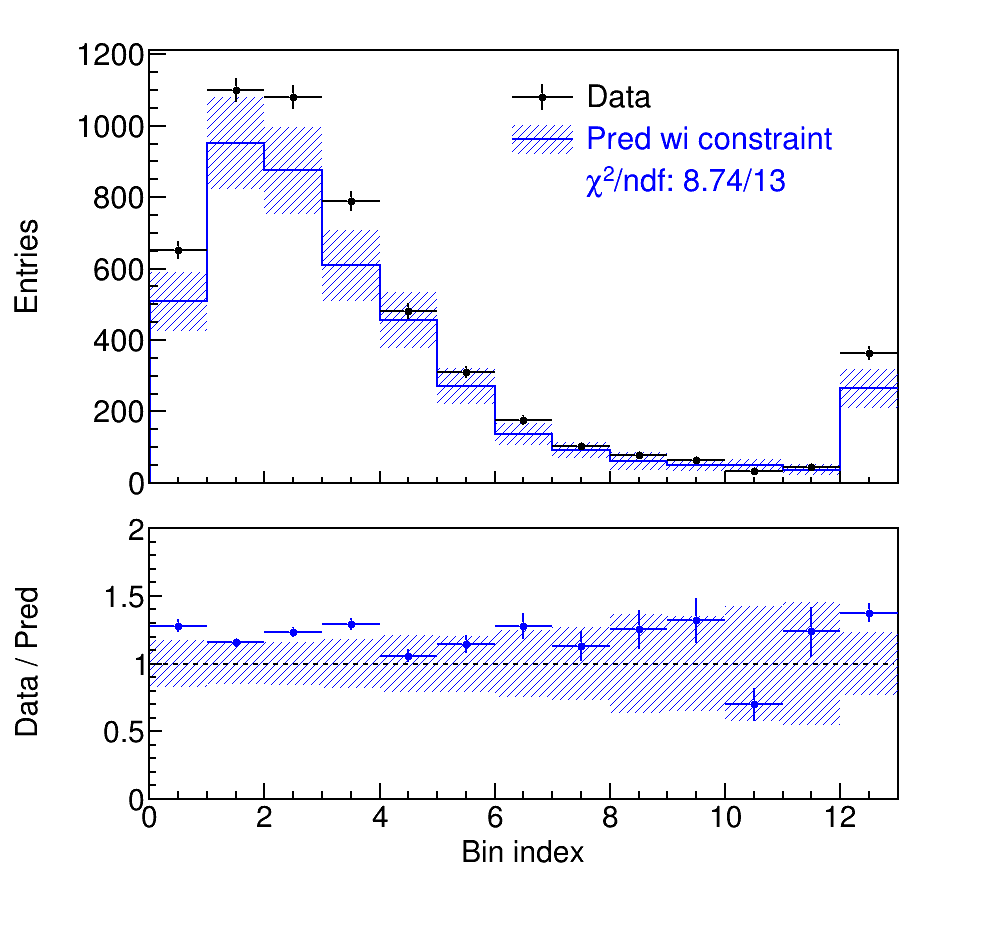 1200
1000
800
600
400
200
0
Entries
Data
Pred wi constraint
χ²/ndf: 8.74/13
2
1.5
1
0.5
0
Data / Pred
0 2 4 6 8 10 12
Bin index